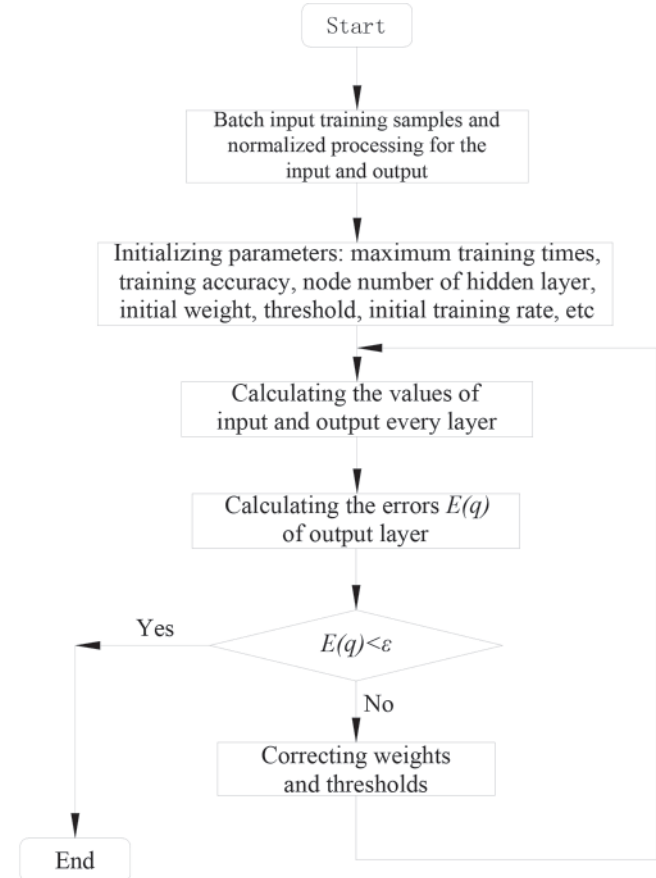 Start
Batch input training samples and
normalized processing for the
input and output
Initializing parameters: maximum training times,
training accuracy, node number of hidden layer,
initial weight, threshold, initial training rate, etc
Calculating the values of
input and output every layer
Calculating the errors E(q)
of output layer
Yes
E(q)<ε
No
Correcting weights
and thresholds
End